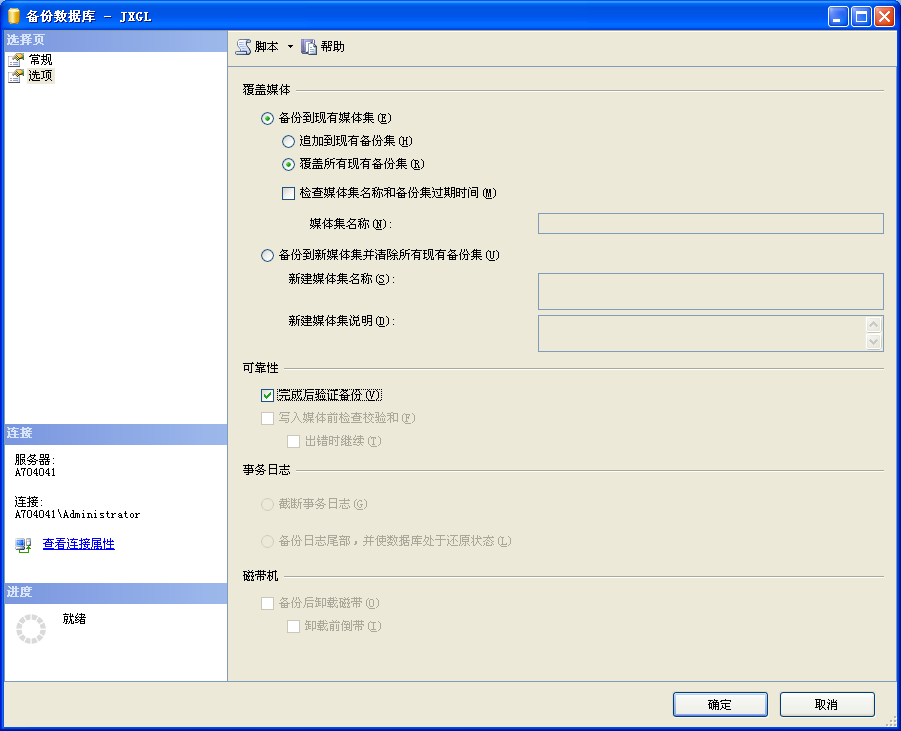 备份数据库 - JXGL
选择页
常规
选项
脚本 帮助
覆盖媒体
备份到现有媒体集(E)
追加到现有备份集(H)
覆盖所有现有备份集(R)
检查媒体集名称和备份集过期时间(M)
媒体集名称(N):
备份到新媒体集并清除所有现有备份集(U)
新建媒体集名称(S):
新建媒体集说明(D):
可靠性
完成后验证备份(V)
写入媒体前检查校验和(F)
出错时继续(T)
事务日志
截断事务日志(G)
备份日志尾部，并使数据库处于还原状态(L)
磁带机
备份后卸载磁带(O)
卸载前倒带(I)
连接
服务器:
A704041
连接:
A704041\Administrator
查看连接属性
进度
就绪
确定 取消